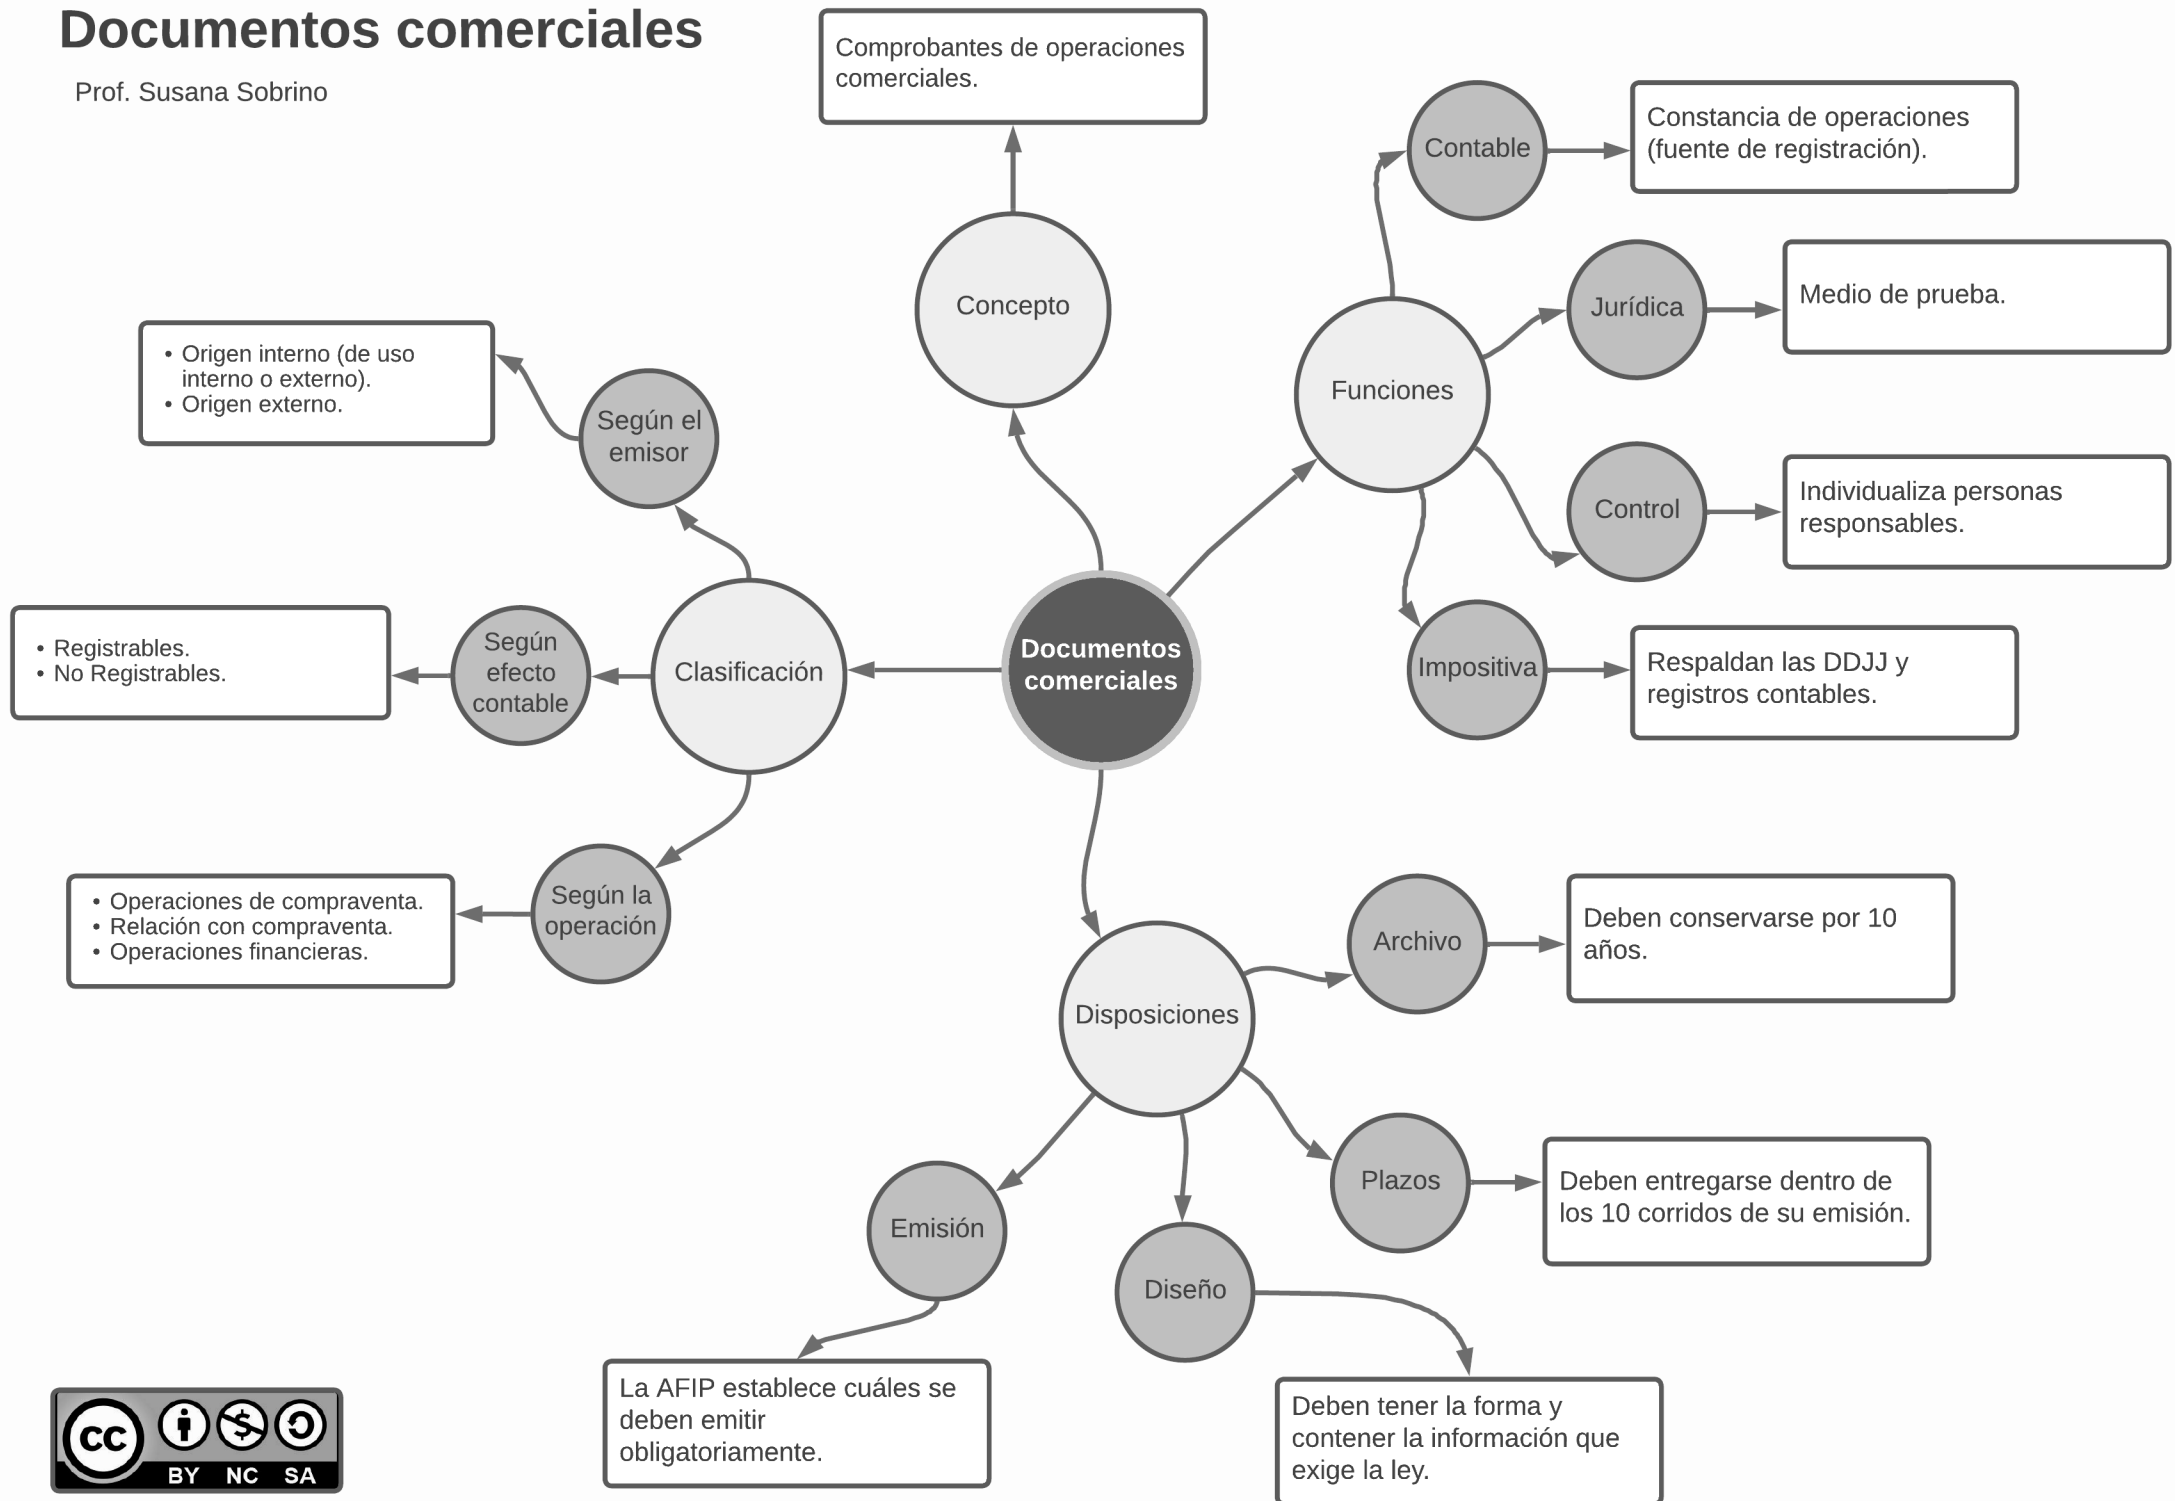 Documentos comerciales
Prof. Susana Sobrino
Comprobantes de operaciones
comerciales.
Concepto
Contable
Constancia de operaciones
(fuente de registración).
Jurídica
Medio de prueba.
Funciones
Control
Individualiza personas
responsables.
Impositiva
Respaldan las DDJJ y
registros contables.
• Origen interno (de uso
interno o externo).
• Origen externo.
Según el
emisor
• Registrables.
• No Registrables.
Según
efecto
contable
Clasificación
Documentos
comerciales
• Operaciones de compraventa.
• Relación con compraventa.
• Operaciones financieras.
Según la
operación
Disposiciones
Archivo
Deben conservarse por 10
años.
Plazos
Deben entregarse dentro de
los 10 corridos de su emisión.
Emisión
Diseño
La AFIP establece cuáles se
deben emitir
obligatoriamente.
Deben tener la forma y
contener la información que
exige la ley.
cc
BY NC SA